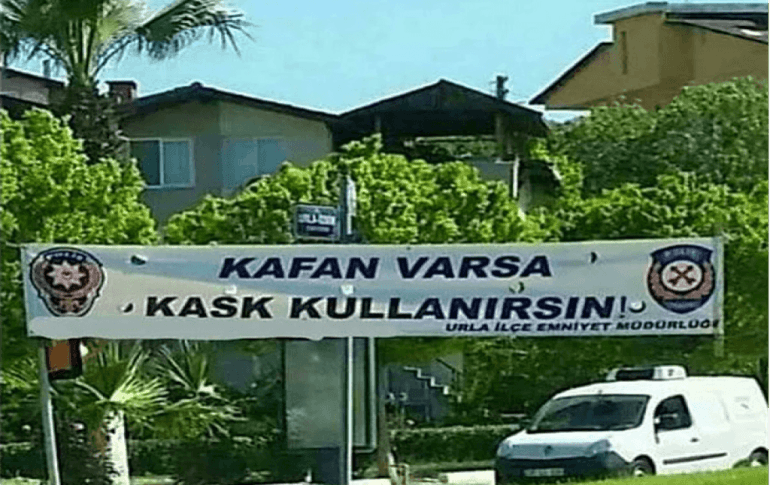 KAFAN VARSA
KASK KULLANIRSIN!
URLA İLÇE EMNİYET MÜDÜRLÜĞÜ